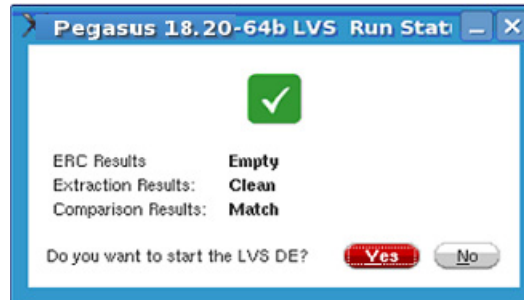 Pegasus 18.20-64b LVS Run Stat
ERC Results Empty
Extraction Results: Clean
Comparison Results: Match
Do you want to start the LVS DE? Yes No